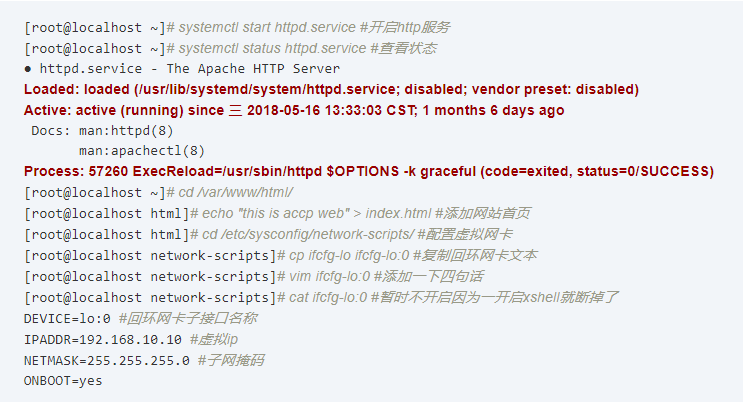 [root@localhost ~]# systemctl start httpd.service #开启http服务
[root@localhost ~]# systemctl status httpd.service #查看状态
● httpd.service - The Apache HTTP Server
Loaded: loaded (/usr/lib/systemd/system/httpd.service; disabled; vendor preset: disabled)
Active: active (running) since 三 2018-05-16 13:33:03 CST; 1 months 6 days ago
Docs: man:httpd(8)
man:apachectl(8)
Process: 57260 ExecReload=/usr/sbin/httpd $OPTIONS -k graceful (code=exited, status=0/SUCCESS)
[root@localhost ~]# cd /var/www/html/
[root@localhost html]# echo "this is accp web" > index.html #添加网站首页
[root@localhost html]# cd /etc/sysconfig/network-scripts/ #配置虚拟网卡
[root@localhost network-scripts]# cp ifcfg-lo ifcfg-lo:0 #复制回环网卡文本
[root@localhost network-scripts]# vim ifcfg-lo:0 #添加一下四句话
[root@localhost network-scripts]# cat ifcfg-lo:0 #暂时不开启因为一开启xshell就断掉了
DEVICE=lo:0 #回环网卡子接口名称
IPADDR=192.168.10.10 #虚拟ip
NETMASK=255.255.255.0 #子网掩码
ONBOOT=yes